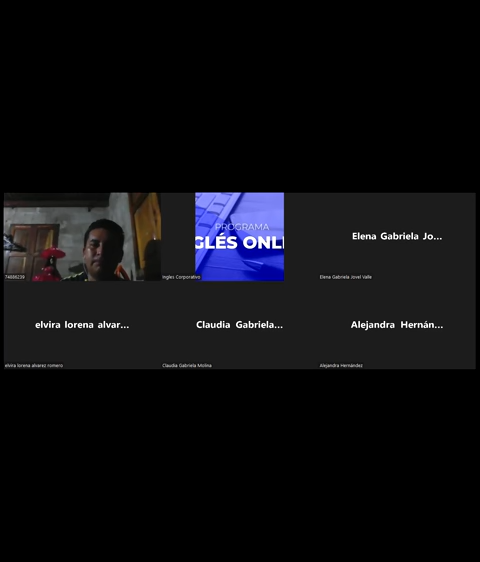 74686239
PROGRAMA
GLÉS ONLI
Ingles Corporativo
Elena Gabriela Jo...
Elena Gabriela Jovel Valle
elvira lorena alvar...
elvira lorena alvarez romero
Claudia Gabriela...
Claudia Gabriela Molina
Alejandra Hernán...
Alejandra Hernández